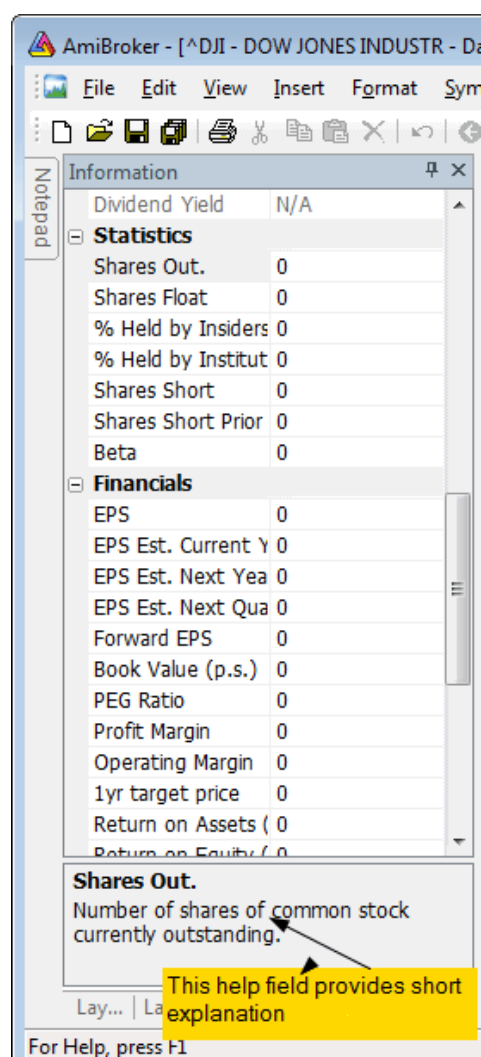 AmiBroker - [^DJI - DOW JONES INDUSTR - Da
File Edit View Insert Format Sym
Notepad
Information
Dividend Yield N/A
Statistics
Shares Out. 0
Shares Float 0
% Held by Insiders 0
% Held by Institut 0
Shares Short 0
Shares Short Prior 0
Beta 0
Financials
EPS 0
EPS Est. Current Y 0
EPS Est. Next Yea 0
EPS Est. Next Qua 0
Forward EPS 0
Book Value (p.s.) 0
PEG Ratio 0
Profit Margin 0
Operating Margin 0
1yr target price 0
Return on Assets ( 0
Return on Equity ( 0
Shares Out.
Number of shares of common stock
currently outstanding.
This help field provides short
explanation
Lay... La
For Help, press F1